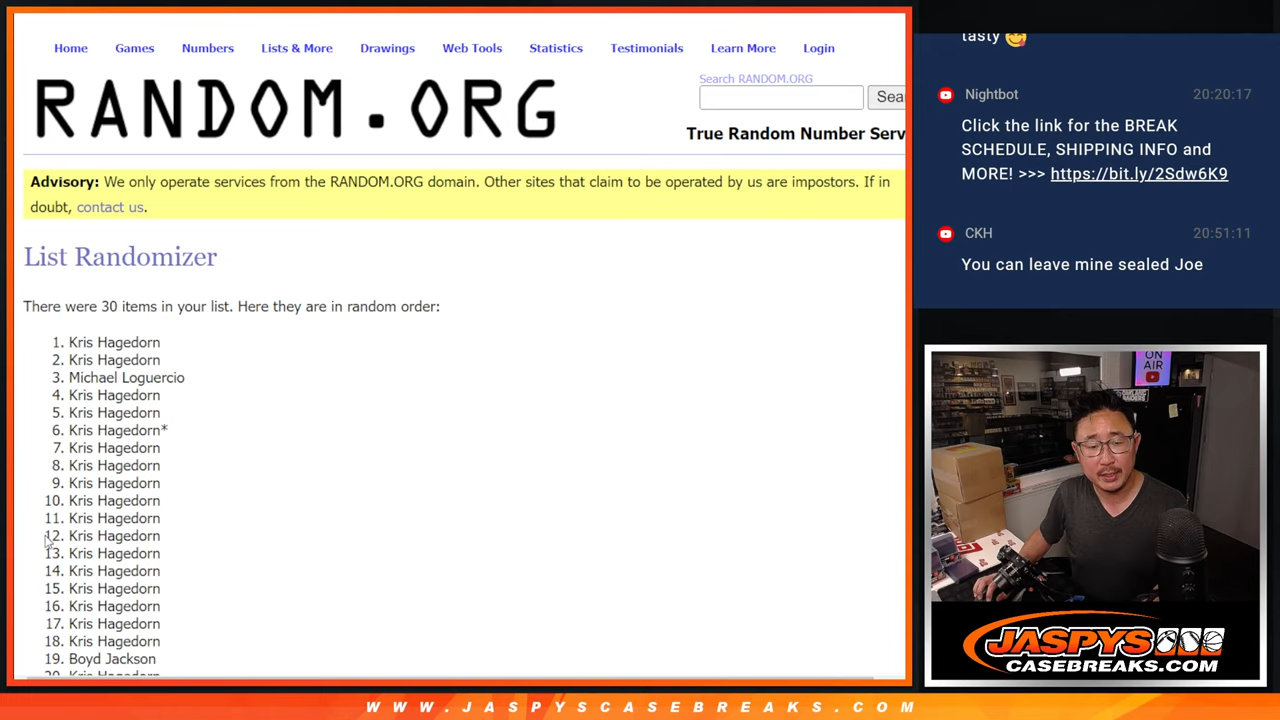 Home Games Numbers Lists & More Drawings Web Tools Statistics Testimonials Learn More Login
RANDOM.ORG
Search RANDOM.ORG
Sear
True Random Number Serv
Advisory: We only operate services from the RANDOM.ORG domain. Other sites that claim to be operated by us are impostors. If in
doubt, contact us.
List Randomizer
There were 30 items in your list. Here they are in random order:
1. Kris Hagedorn
2. Kris Hagedorn
3. Michael Loguercio
4. Kris Hagedorn
5. Kris Hagedorn
6. Kris Hagedorn*
7. Kris Hagedorn
8. Kris Hagedorn
9. Kris Hagedorn
10. Kris Hagedorn
11. Kris Hagedorn
12. Kris Hagedorn
13. Kris Hagedorn
14. Kris Hagedorn
15. Kris Hagedorn
16. Kris Hagedorn
17. Kris Hagedorn
18. Kris Hagedorn
19. Boyd Jackson
tasty 😋
Nightbot 20:20:17
Click the link for the BREAK
SCHEDULE, SHIPPING INFO and
MORE! >>> https://bit.ly/2Sdw6K9
CKH 20:51:11
You can leave mine sealed Joe
ON
AIR
JASPYS
CASEBREAKS.COM
WWW.JASPYSCASEBREAKS.COM